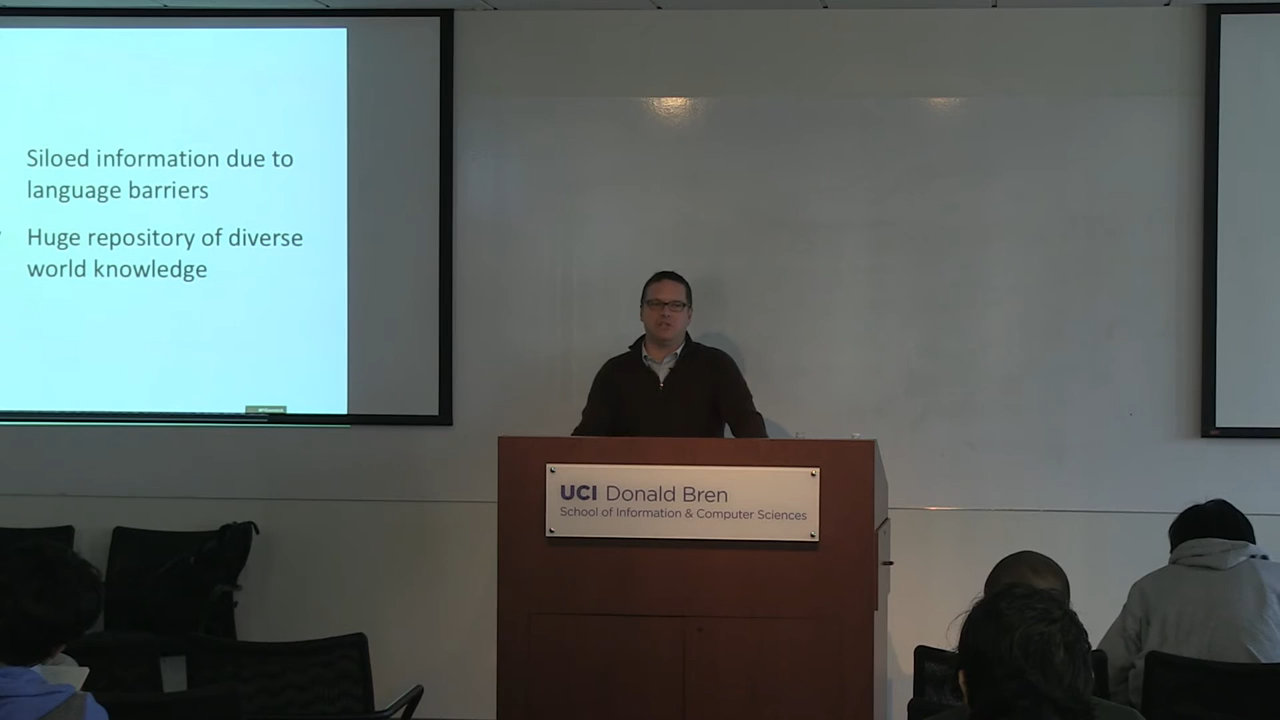 Siloed information due to
language barriers
Huge repository of diverse
world knowledge
UCI Donald Bren
School of Information & Computer Sciences